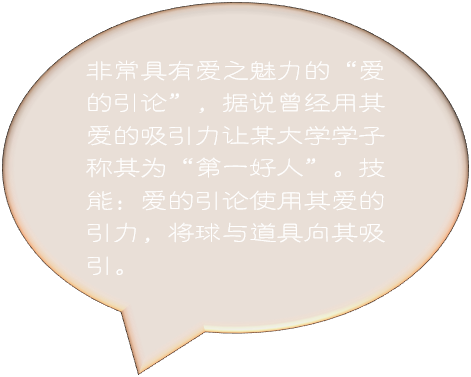 非常具有爱之魅力的“爱
的引论”，据说曾经用其
爱的吸引力让某大学学子
称其为“第一好人”。技
能：爱的引论使用其爱的
引力，将球与道具向其吸
引。